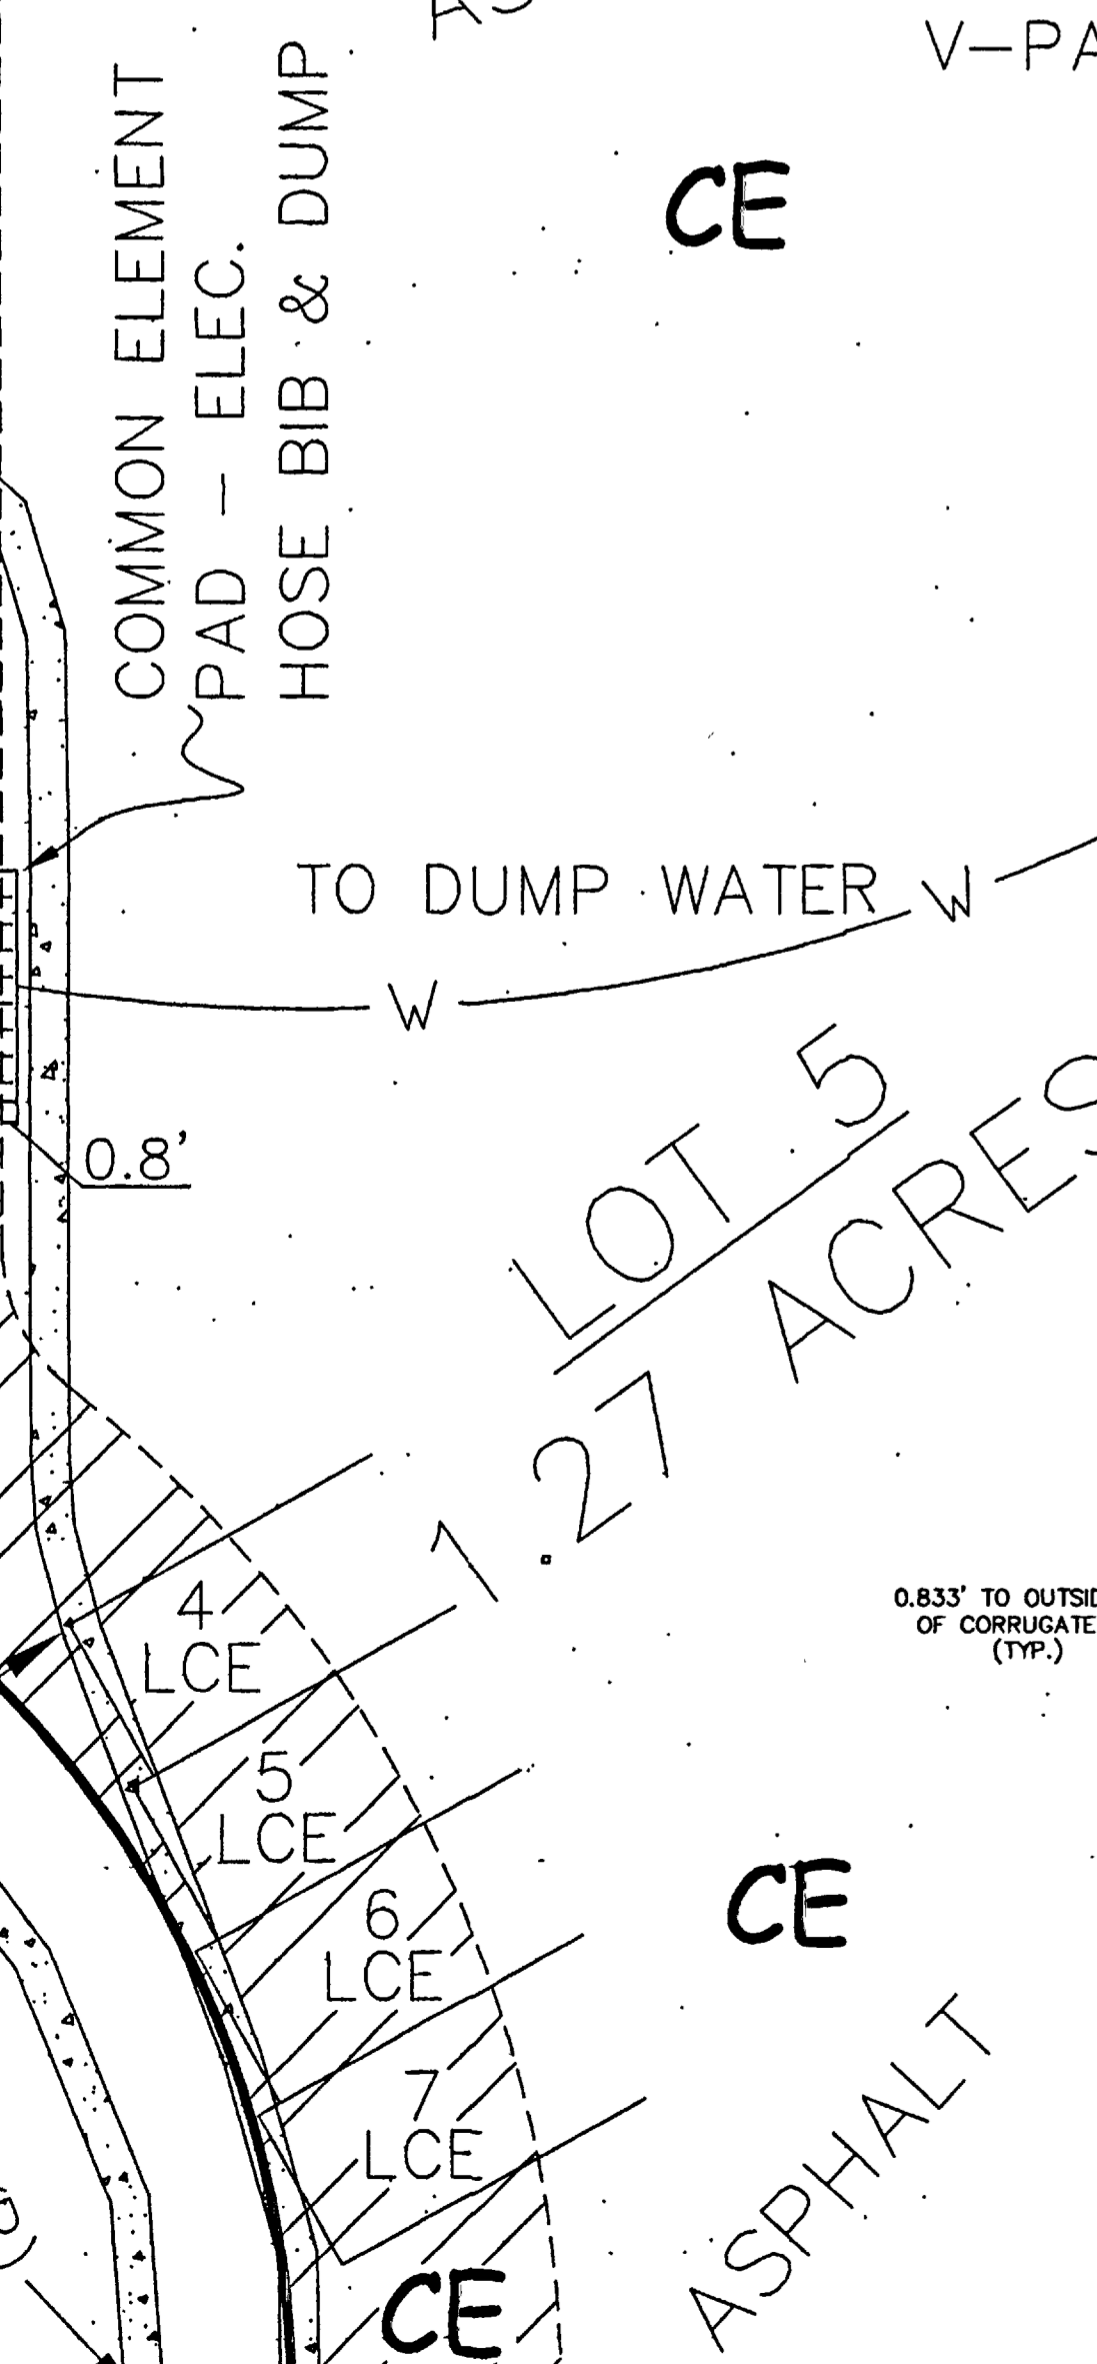 V-PA
CE
COMMON ELEMENT
PAD - ELEC.
HOSE BIB & DUMP
TO DUMP WATER
W
W
0.8'
LOT 5
1.27 ACRES
0.833' TO OUTSID
OF CORRUGATE
(TYP.)
4
LCE
5
LCE
6
LCE
7
LCE
CE
ASPHALT
CE